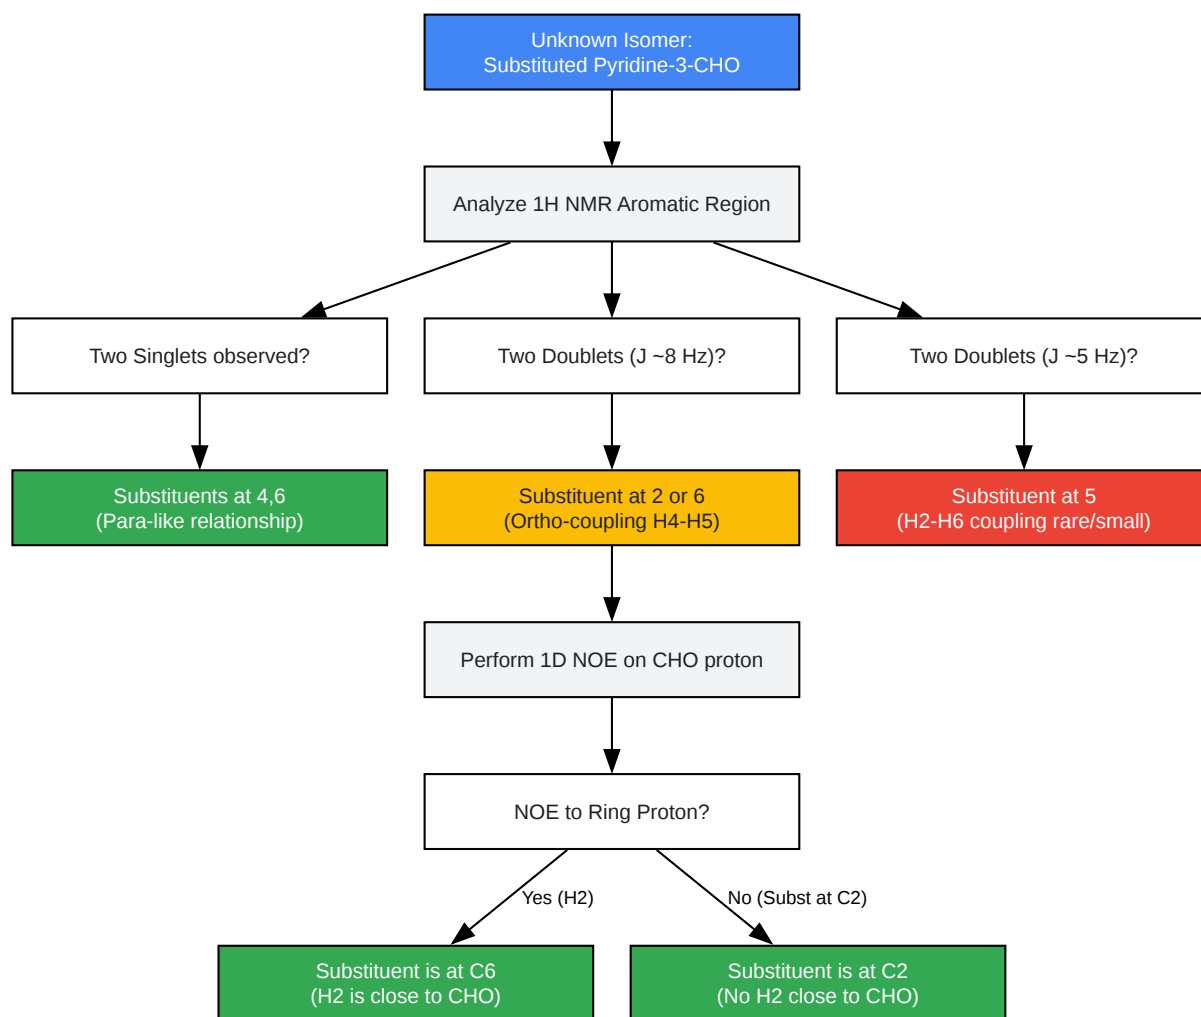 Unknown Isomer:
Substituted Pyridine-3-CHO
Analyze 1H NMR Aromatic Region
Two Singlets observed?
Two Doublets (J ~8 Hz)?
Two Doublets (J ~5 Hz)?
Substituents at 4,6
(Para-like relationship)
Substituent at 2 or 6
(Ortho-coupling H4-H5)
Substituent at 5
(H2-H6 coupling rare/small)
Perform 1D NOE on CHO proton
NOE to Ring Proton?
Yes (H2)
No (Subst at C2)
Substituent is at C6
(H2 is close to CHO)
Substituent is at C2
(No H2 close to CHO)